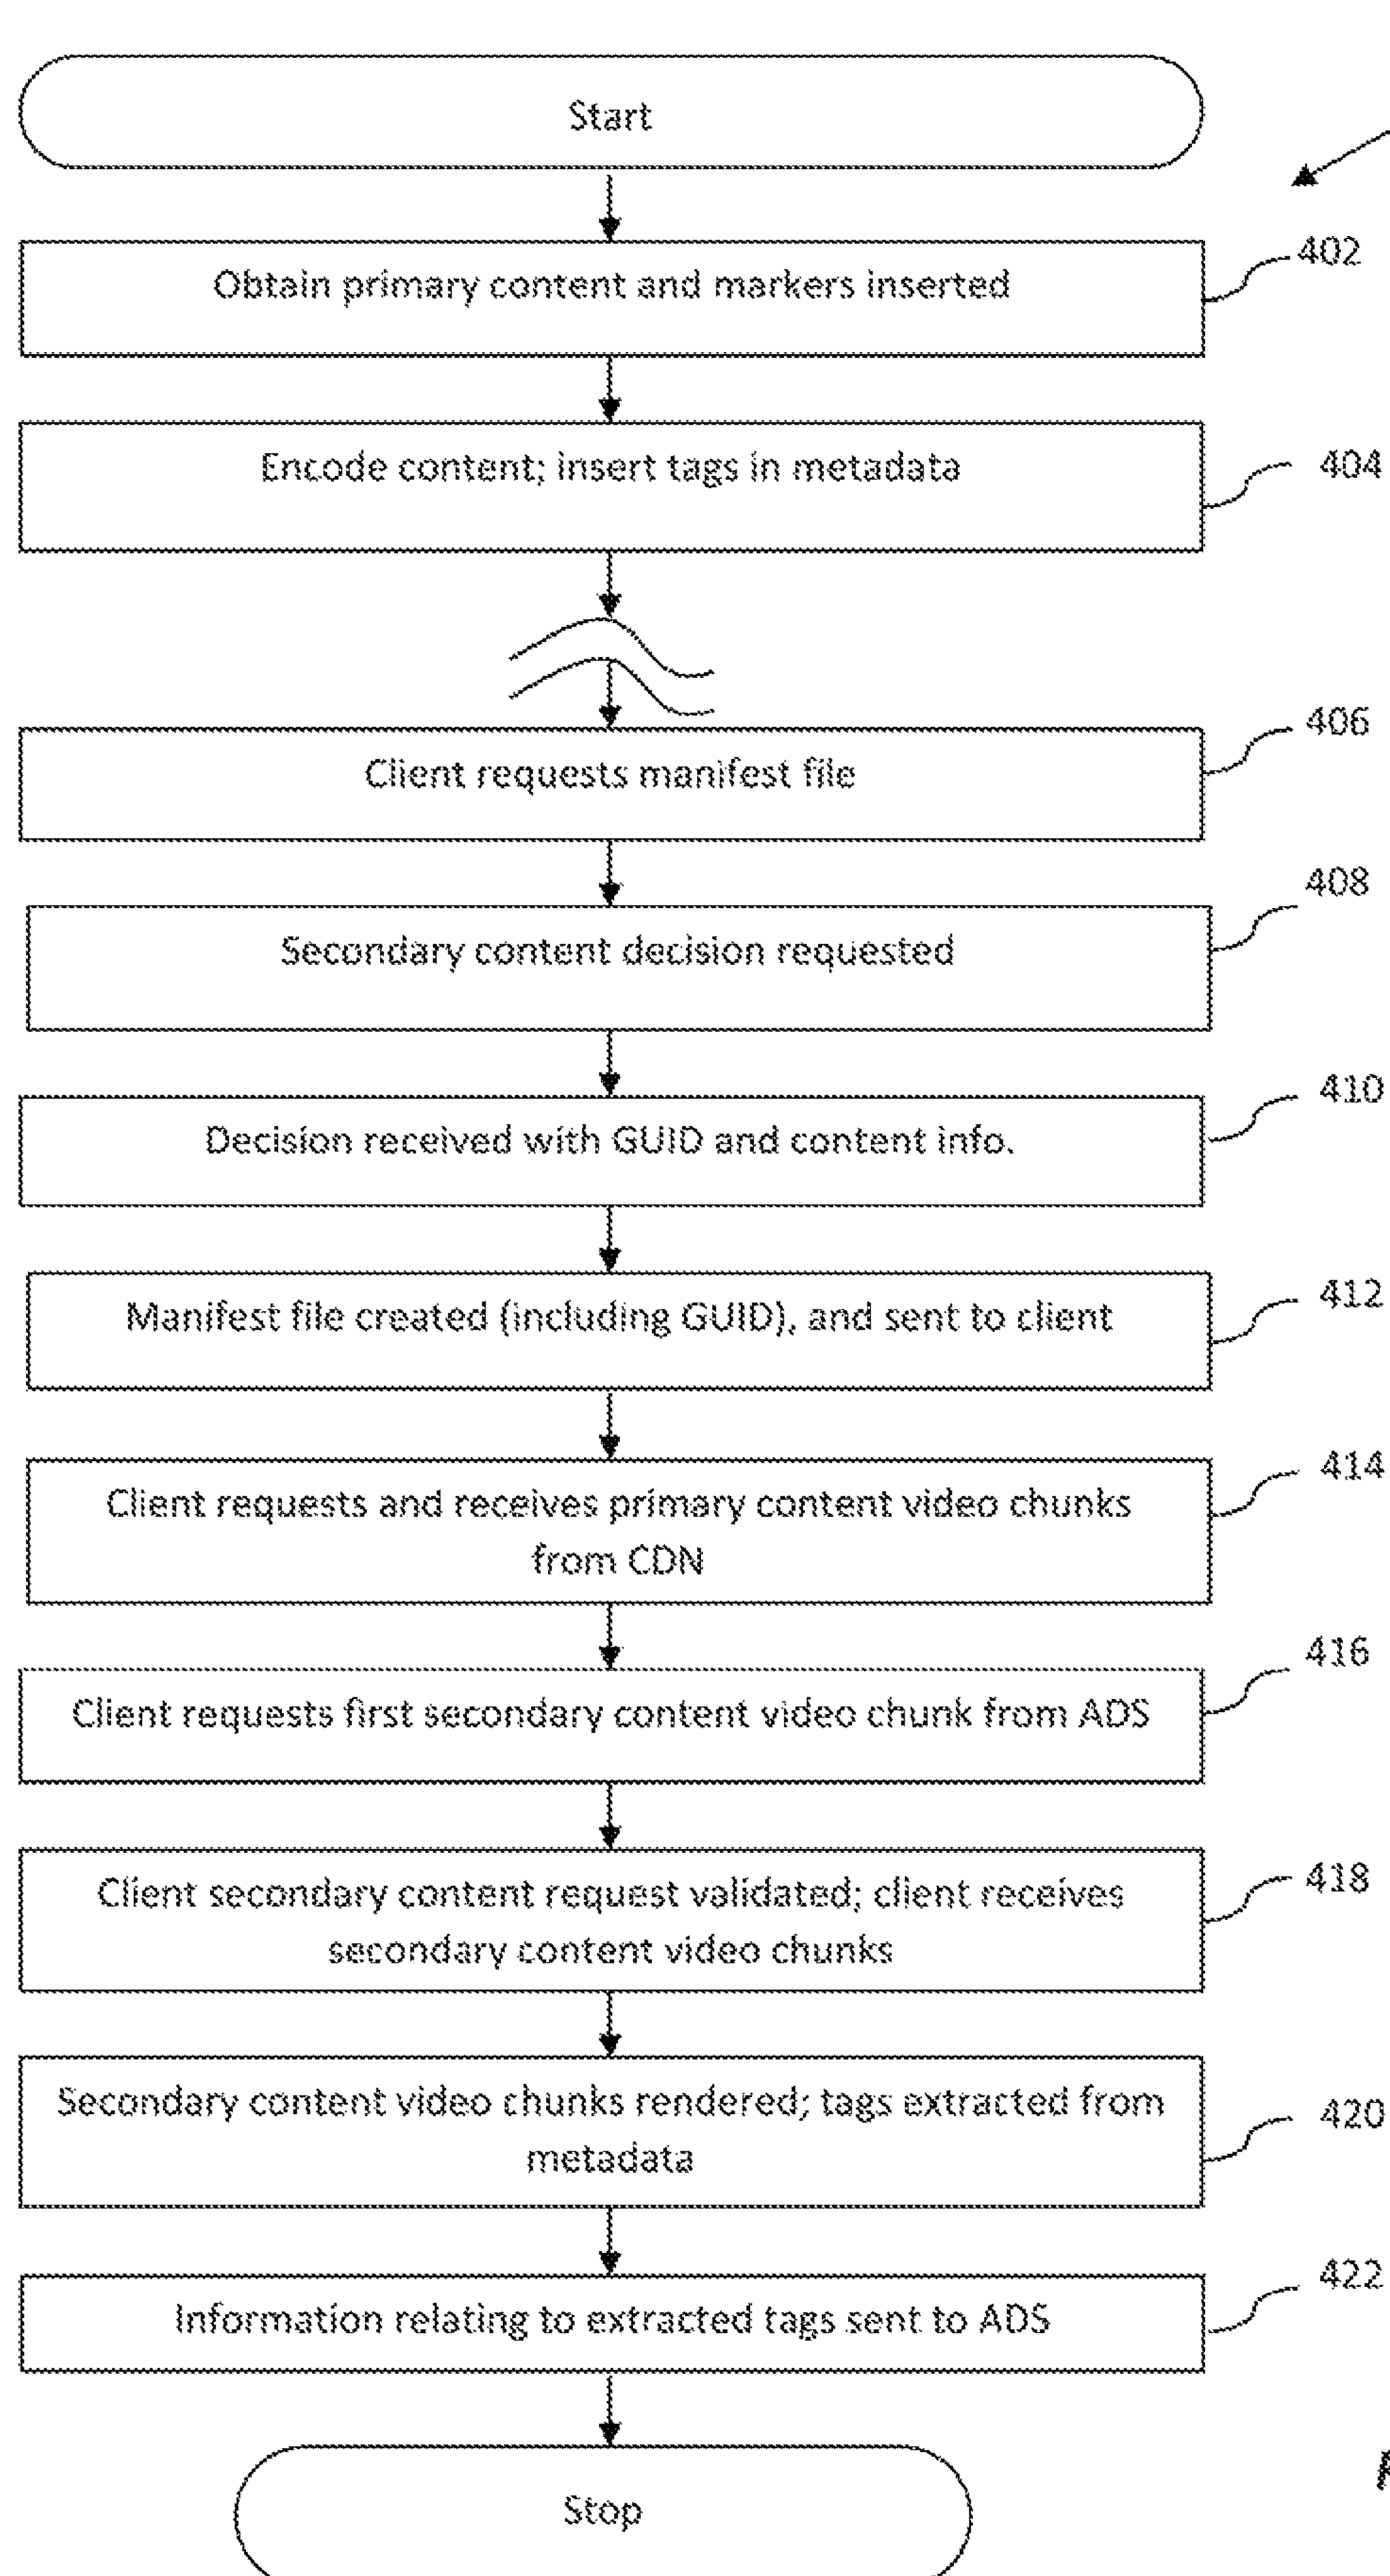 Start
Obtain primary content and markers inserted
402
Encode content; insert tags in metadata
404
Client requests manifest file
406
Secondary content decision requested
408
Decision received with GUID and content info.
410
Manifest file created (including GUID), and sent to client
412
Client requests and receives primary content video chunks
from CDN
414
Client requests first secondary content video chunk from ADS
416
Client secondary content request validated; client receives
secondary content video chunks
418
Secondary content video chunks rendered; tags extracted from
metadata
420
Information relating to extracted tags sent to ADS
422
Stop